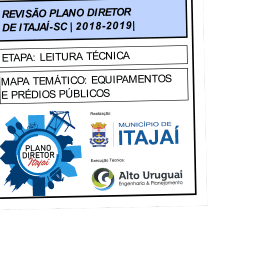 REVISÃO PLANO DIRETOR
DE ITAJAÍ-SC | 2018-2019|
ETAPA: LEITURA TÉCNICA
MAPA TEMÁTICO: EQUIPAMENTOS
E PRÉDIOS PÚBLICOS
Realização:
MUNICÍPIO DE
ITAJAÍ
PLANO
DIRETOR
Itajaí
Execução Técnica:
Alto Uruguai
Engenharia & Planejamento